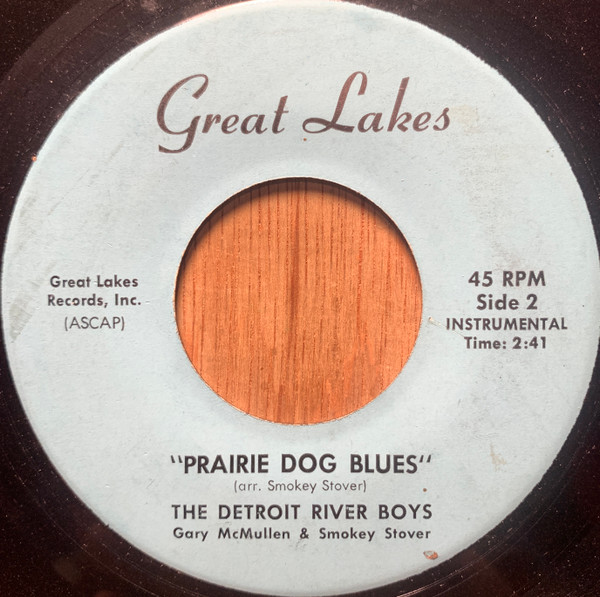 Great Lakes
Great Lakes
Records, Inc.
(ASCAP)
45 RPM
Side 2
INSTRUMENTAL
Time: 2:41
"PRAIRIE DOG BLUES"
(arr. Smokey Stover)
THE DETROIT RIVER BOYS
Gary McMullen & Smokey Stover